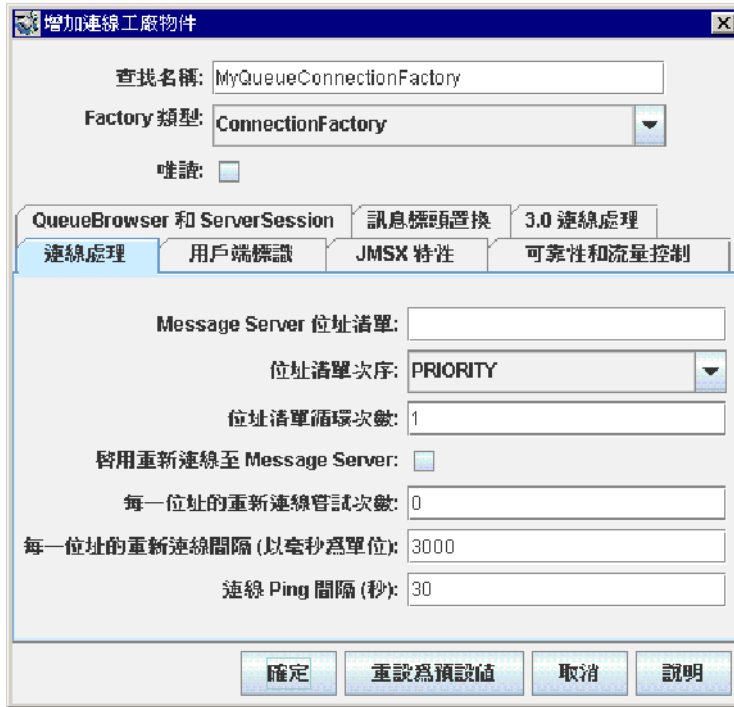 增加連線工廠物件
查找名稱: MyQueueConnectionFactory
Factory 類型: ConnectionFactory
唯讀:
QueueBrowser 和 ServerSession 訊息標頭置換 3.0 連線處理
連線處理 用戶端標識 JMSX 特性 可靠性和流量控制
Message Server 位址清單:
位址清單次序: PRIORITY
位址清單循環次數: 1
啓用重新連線至 Message Server:
每一位址的重新連線嘗試次數: 0
每一位址的重新連線間隔 (以毫秒爲單位): 3000
連線 Ping 間隔 (秒): 30
確定 重設爲預設值 取消 說明